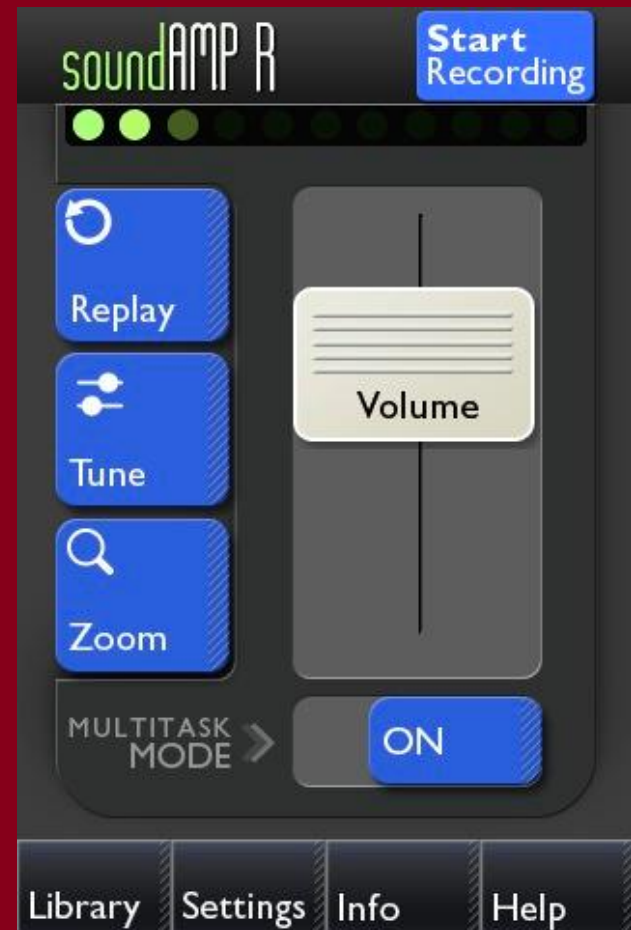 soundAMP R
Start
Recording
Replay
Volume
Tune
Zoom
MULTITASK
MODE
ON
Library
Settings
Info
Help